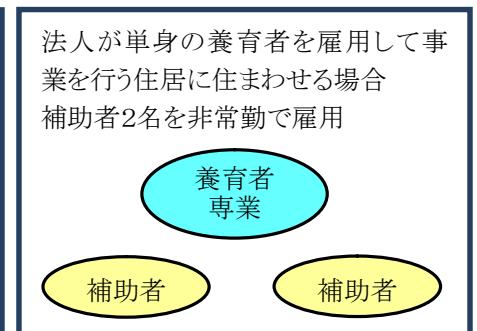 法人が単身の養育者を雇用して事
業を行う住居に住まわせる場合
補助者2名を非常勤で雇用
養育者
専業
補助者 補助者